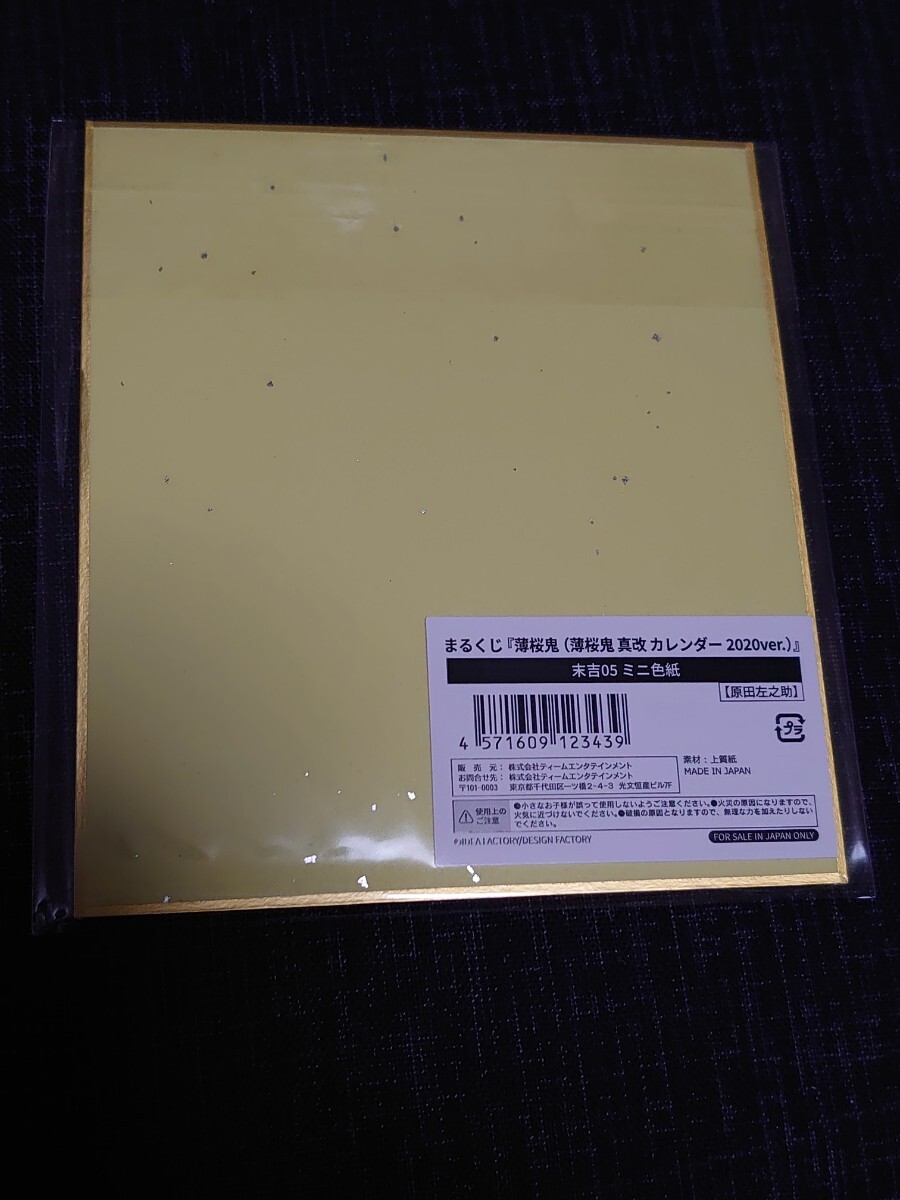 まるくじ『薄桜鬼（薄桜鬼 真改 カレンダー 2020ver.）』
末吉05 ミニ色紙
【原田左之助】
4 571609 123439
プラ
販売元： 株式会社ティームエンタテインメント
お問合せ先： 株式会社ティームエンタテインメント
〒101-0003 東京都千代田区一ツ橋2-4-3 光文恒産ビル7F
素材：上質紙
MADE IN JAPAN
使用上の
ご注意
●小さなお子様が誤って使用しないようご注意ください。●火災の原因になりますので、
火気に近づけないでください。●破損の原因となりますので、無理な力を加えたりしない
でください。
©IDEA FACTORY/DESIGN FACTORY
FOR SALE IN JAPAN ONLY